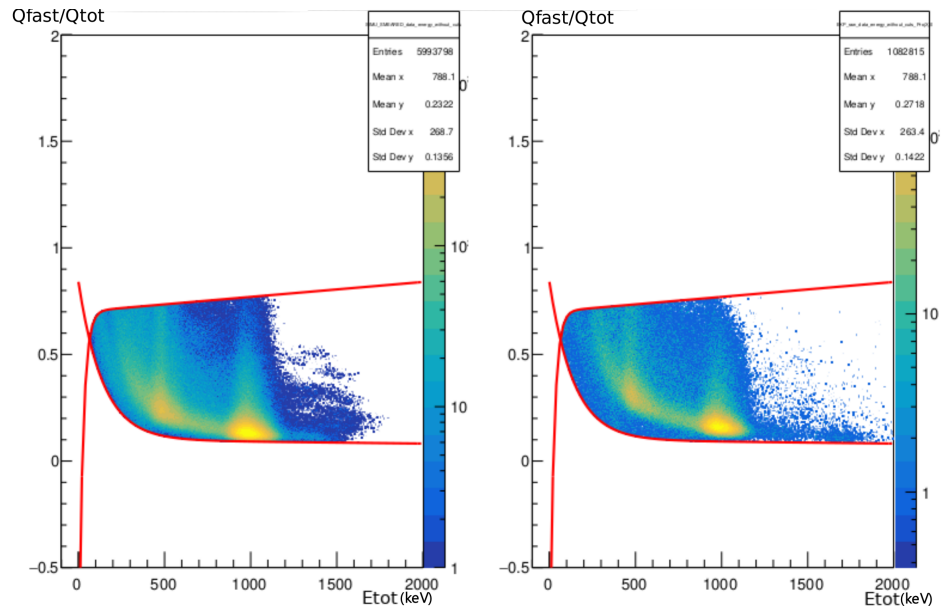 Qfast/Qtot
Entries 5993798
Mean x 788.1
Mean y 0.2322
Std Dev x 268.7
Std Dev y 0.1356
2
1.5
1
0.5
0
−0.5
0 500 1000 1500 2000
Etot (keV)
10
10
1
Qfast/Qtot
Entries 1082815
Mean x 788.1
Mean y 0.2718
Std Dev x 263.4
Std Dev y 0.1422
2
1.5
1
0.5
0
−0.5
0 500 1000 1500 2000
Etot (keV)
10
1